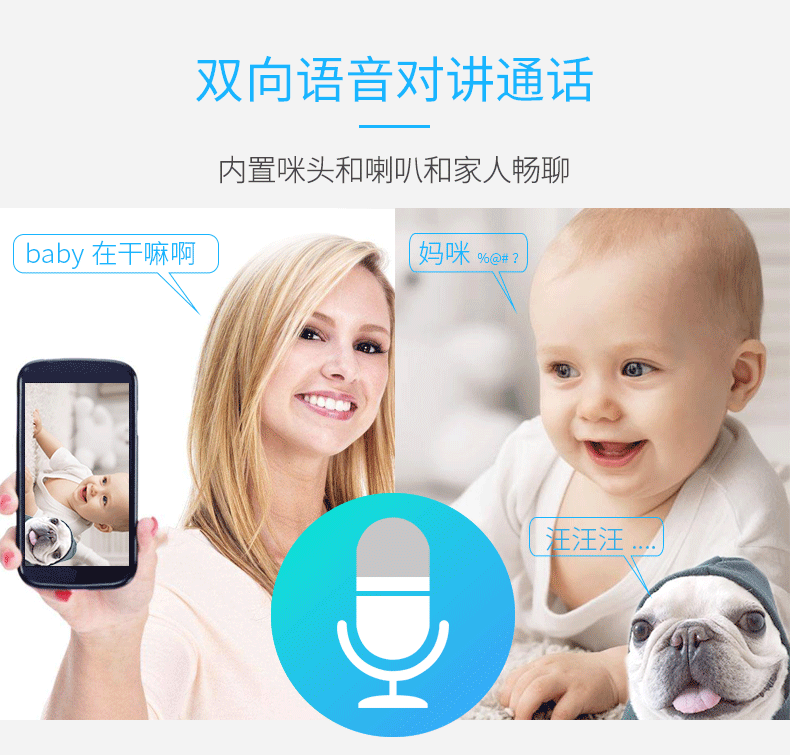 双向语音对讲通话
内置咪头和喇叭和家人畅聊
baby 在干嘛啊
妈咪 %@# ?
汪汪汪 ....